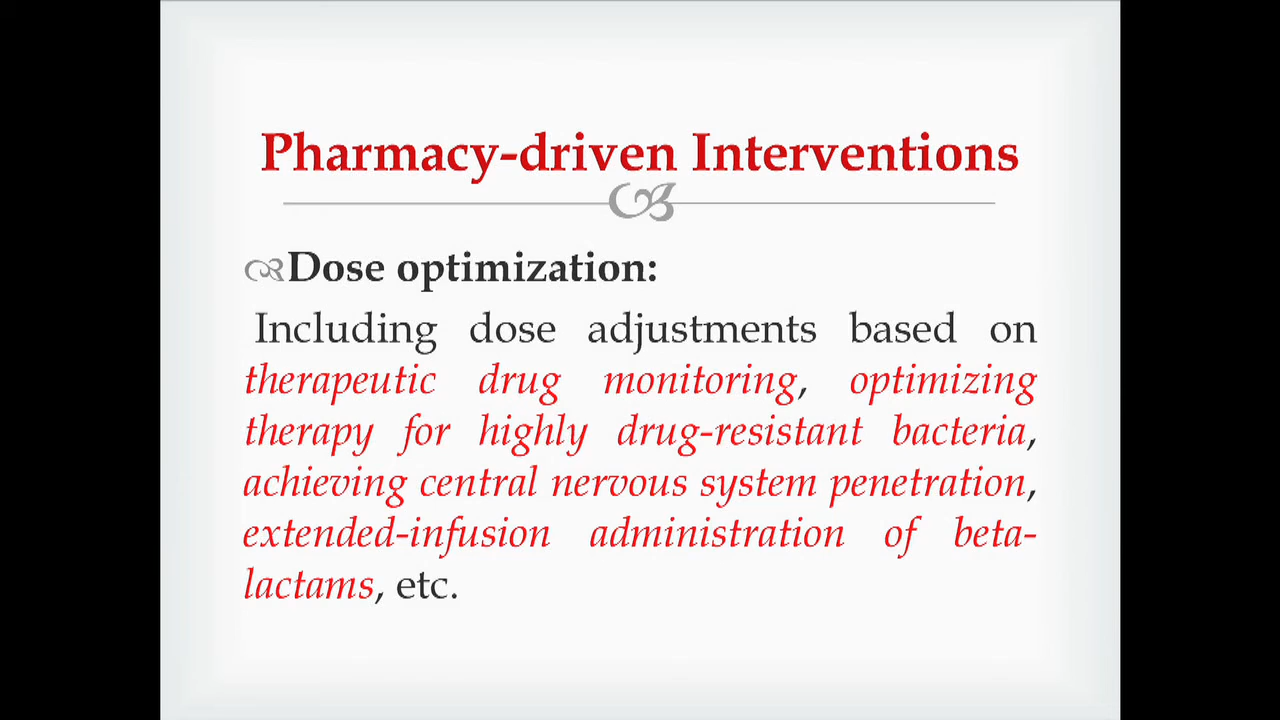 Pharmacy-driven Interventions
Dose optimization:
Including dose adjustments based on
therapeutic drug monitoring, optimizing
therapy for highly drug-resistant bacteria,
achieving central nervous system penetration,
extended-infusion administration of beta-
lactams, etc.